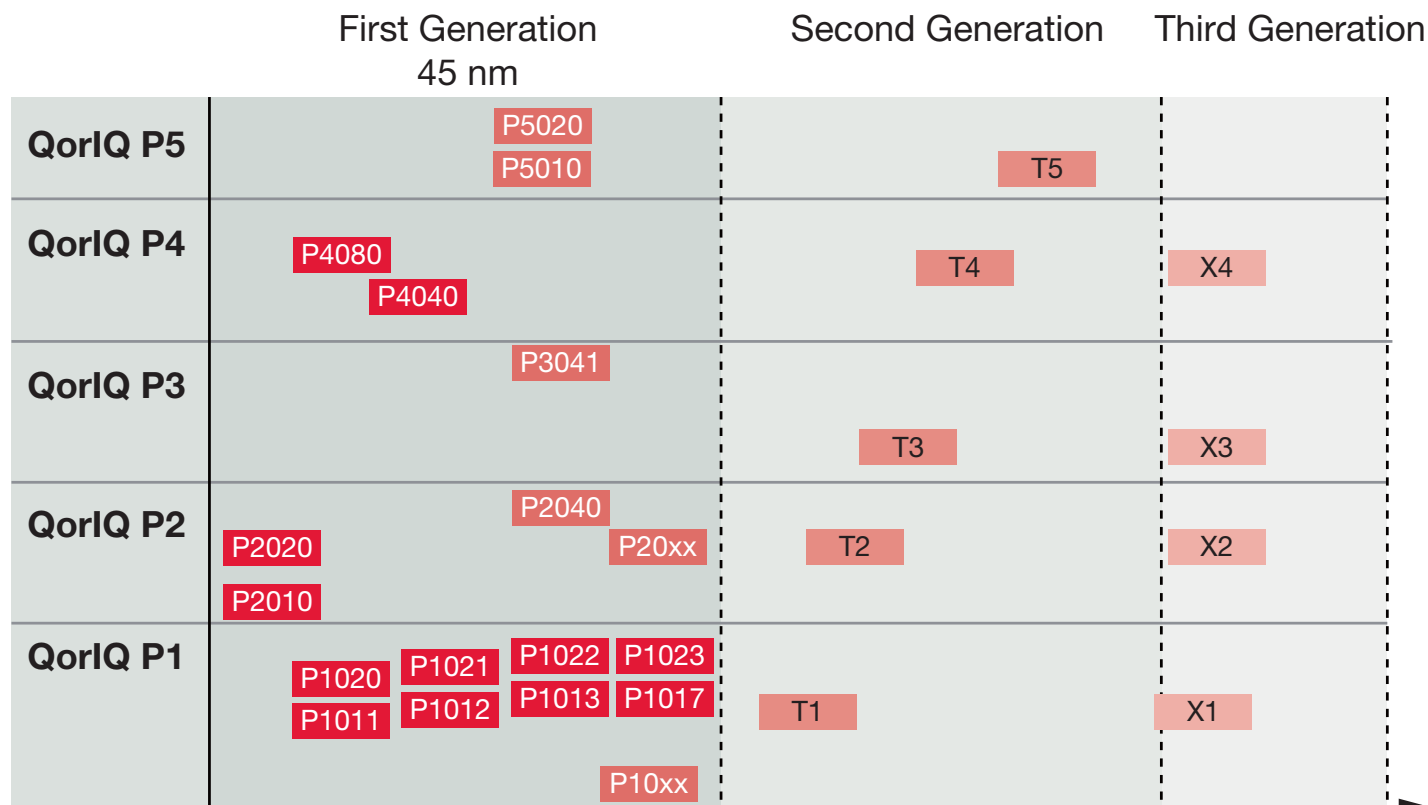 First Generation
45 nm
Second Generation
Third Generation
QorIQ P5
P5020
P5010
T5
QorIQ P4
P4080
P4040
T4
X4
QorIQ P3
P3041
T3
X3
QorIQ P2
P2040
P2020
P20xx
P2010
T2
X2
QorIQ P1
P1020
P1011
P1021
P1012
P1022
P1013
P1023
P1017
P10xx
T1
X1